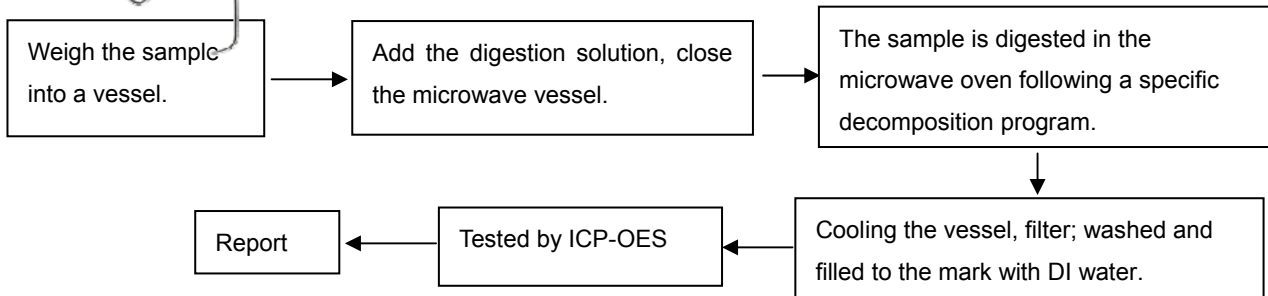 Weigh the sample
into a vessel.
Add the digestion solution, close
the microwave vessel.
The sample is digested in the
microwave oven following a specific
decomposition program.
Cooling the vessel, filter; washed and
filled to the mark with DI water.
Tested by ICP-OES
Report